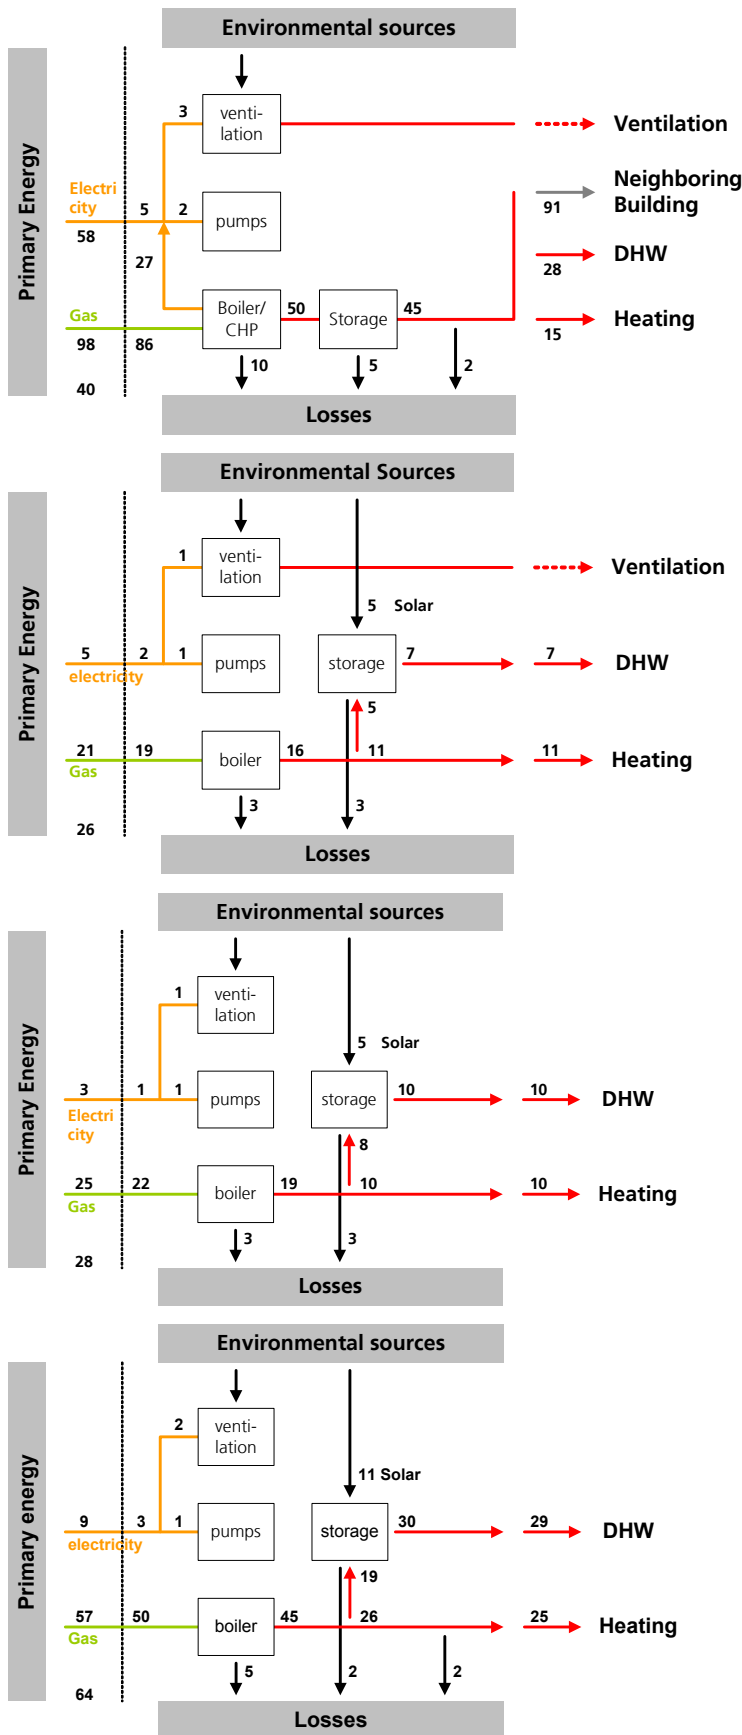 Environmental sources
Primary Energy
3
venti-
lation
Ventilation
Electri
city
58
5
2
pumps
Neighboring
Building
91
27
DHW
28
Gas
98
86
Boiler/
CHP
50
Storage
45
Heating
15
10
5
2
40
Losses
Environmental Sources
Primary Energy
1
venti-
lation
Ventilation
5 Solar
5
2
1
electricity
pumps
storage
7
7
DHW
5
21
19
Gas
boiler
16
11
11
Heating
3
3
26
Losses
Environmental sources
Primary Energy
1
venti-
lation
5 Solar
3
1
1
Electri
city
pumps
storage
10
10
DHW
8
25
22
Gas
boiler
19
10
10
Heating
3
3
28
Losses
Environmental sources
Primary energy
2
venti-
lation
11 Solar
9
3
1
electricity
pumps
storage
30
29
DHW
19
57
50
Gas
boiler
45
26
25
Heating
5
2
2
64
Losses